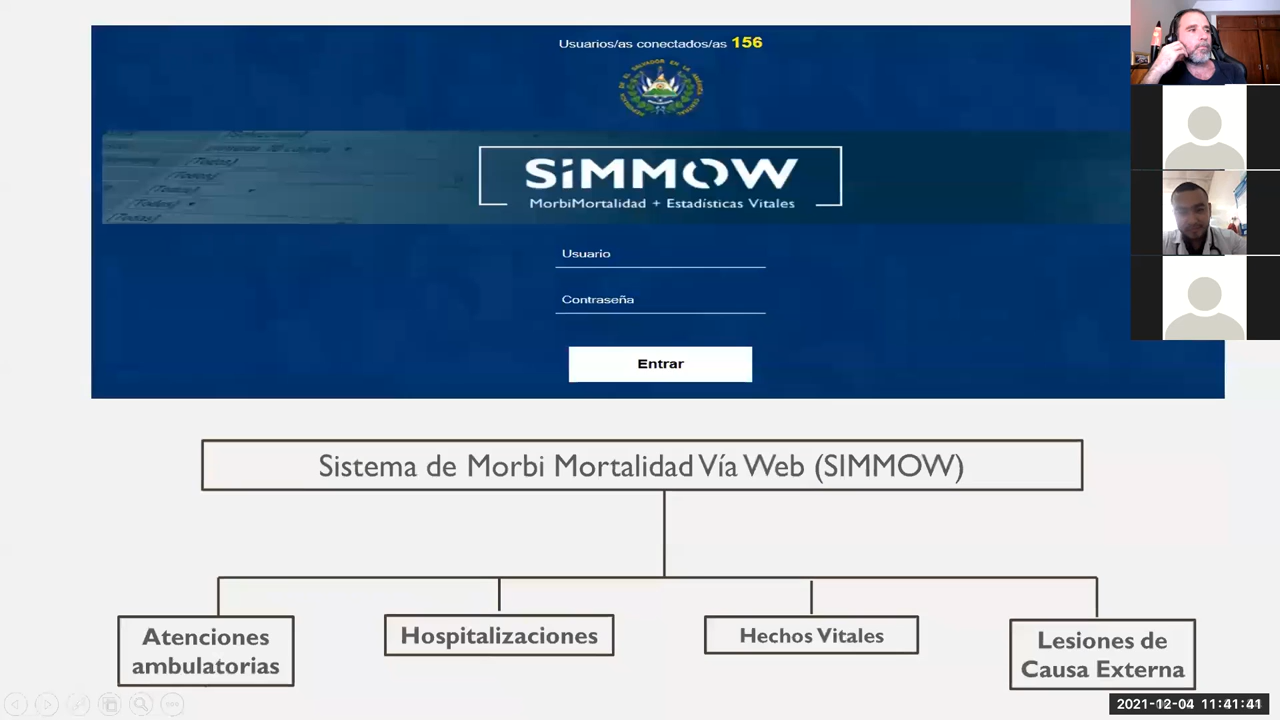 Usuarios/as conectados/as 156
SiMMOW
MorbiMortalidad + Estadísticas Vitales
Usuario
Contraseña
Entrar
Sistema de Morbi Mortalidad Vía Web (SIMMOW)
Atenciones
ambulatorias
Hospitalizaciones
Hechos Vitales
Lesiones de
Causa Externa
2021-12-04 11:41:41